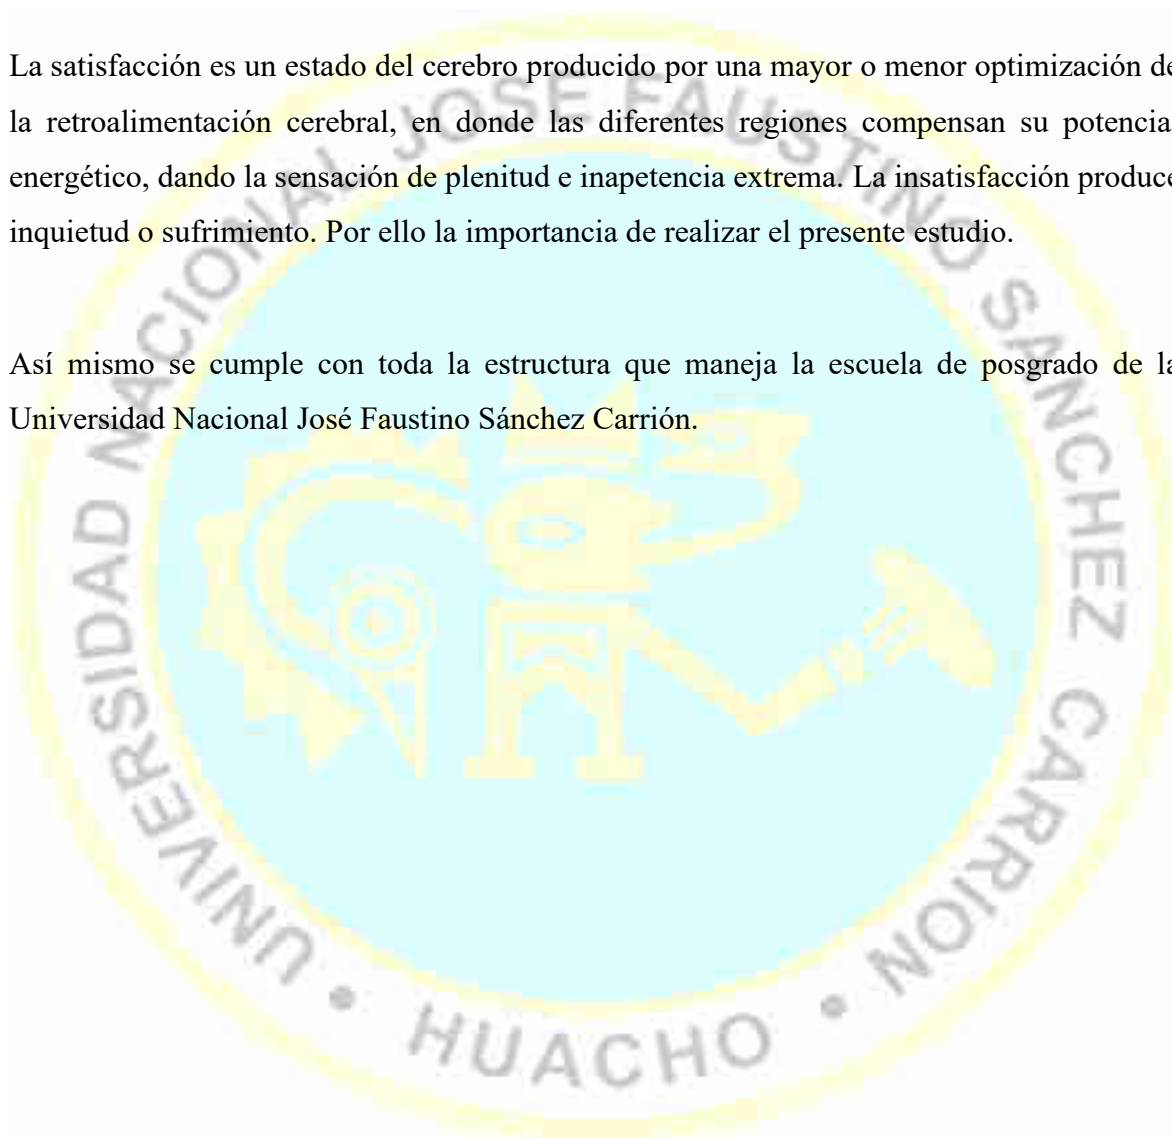 La satisfacción es un estado del cerebro producido por una mayor o menor optimización de
la retroalimentación cerebral, en donde las diferentes regiones compensan su potencia
energético, dando la sensación de plenitud e inapetencia extrema. La insatisfacción produce
inquietud o sufrimiento. Por ello la importancia de realizar el presente estudio.
Así mismo se cumple con toda la estructura que maneja la escuela de posgrado de la
Universidad Nacional José Faustino Sánchez Carrión.
UNIVERSIDAD NACIONAL JOSE FAUSTINO SANCHEZ CARRION
• HUACHO •